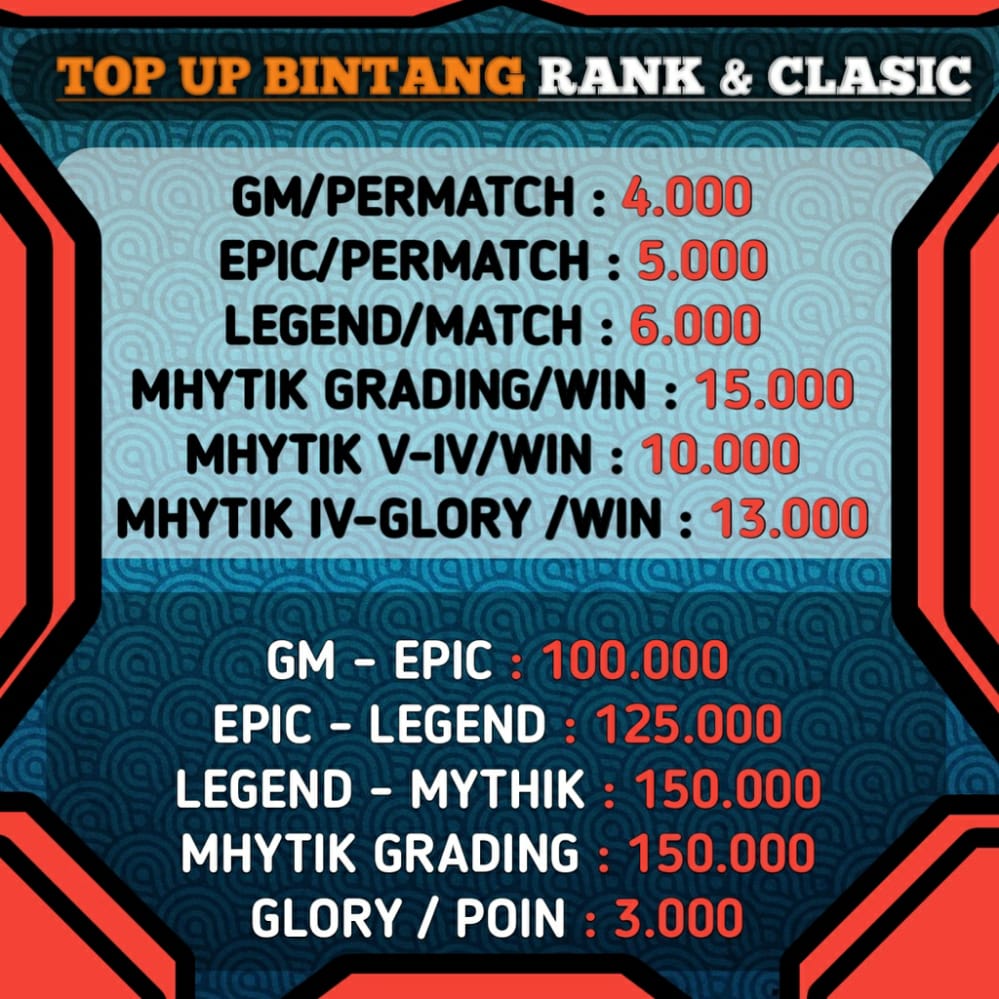 TOP UP BINTANG RANK & CLASIC
GM/PERMATCH : 4.000
EPIC/PERMATCH : 5.000
LEGEND/MATCH : 6.000
MHYTIK GRADING/WIN : 15.000
MHYTIK V-IV/WIN : 10.000
MHYTIK IV-GLORY /WIN : 13.000
GM - EPIC : 100.000
EPIC - LEGEND : 125.000
LEGEND - MYTHIK : 150.000
MHYTIK GRADING : 150.000
GLORY / POIN : 3.000